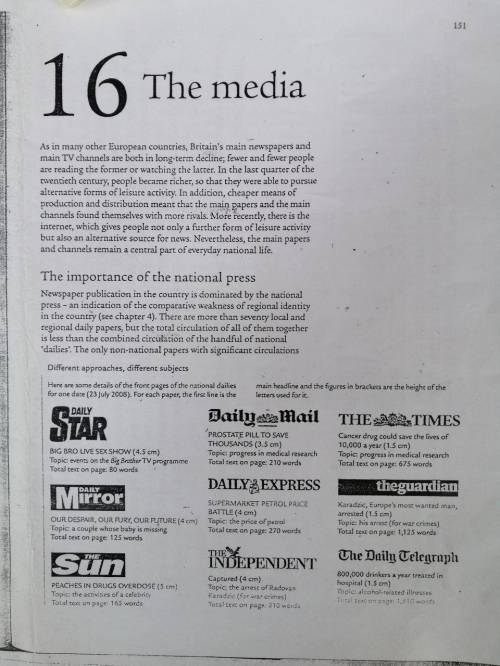 151
16 The media
As in many other European countries, Britain's main newspapers and
main TV channels are both in long-term decline; fewer and fewer people
are reading the former or watching the latter. In the last quarter of the
twentieth century, people became richer, so that they were able to pursue
alternative forms of leisure activity. In addition, cheaper means of
production and distribution meant that the main papers and the main
channels found themselves with more rivals. More recently, there is the
internet, which gives people not only a further form of leisure activity
but also an alternative source for news. Nevertheless, the main papers
and channels remain a central part of everyday national life.
The importance of the national press
Newspaper publication in the country is dominated by the national
press – an indication of the comparative weakness of regional identity
in the country (see chapter 4). There are more than seventy local and
regional daily papers, but the total circulation of all of them together
is less than the combined circulation of the handful of national
'dailies'. The only non-national papers with significant circulations
Different approaches, different subjects
Here are some details of the front pages of the national dailies
for one date (23 July 2008). For each paper, the first line is the
main headline and the figures in brackets are the height of the
letters used for it.
DAILY
STAR
BIG BRO LIVE SEX SHOW (4.5 cm)
Topic: events on the Big Brother TV programme
Total text on page: 80 words
DAILY
Mirror
OUR DESPAIR, OUR FURY, OUR FUTURE (4 cm)
Topic: a couple whose baby is missing
Total text on page: 125 words
THE
Sun
PEACHES IN DRUGS OVERDOSE (5 cm)
Topic: the activities of a celebrity
Total text on page: 165 words
Daily Mail
PROSTATE PILL TO SAVE
THOUSANDS (3.5 cm)
Topic: progress in medical research
Total text on page: 210 words
DAILY EXPRESS
SUPERMARKET PETROL PRICE
BATTLE (4 cm)
Topic: the price of petrol
Total text on page: 270 words
THE
INDEPENDENT
Captured (4 cm)
Topic: the arrest of Radovan
Karadzic (for war crimes)
Total text on page: 310 words
THE TIMES
Cancer drug could save the lives of
10,000 a year (1.5 cm)
Topic: progress in medical research
Total text on page: 675 words
theguardian
Karadzic, Europe's most wanted man,
arrested (1.5 cm)
Topic: his arrest (for war crimes)
Total text on page: 1,125 words
The Daily Telegraph
800,000 drinkers a year treated in
hospital (1.5 cm)
Topic: alcohol-related illnesses
Total text on page: words